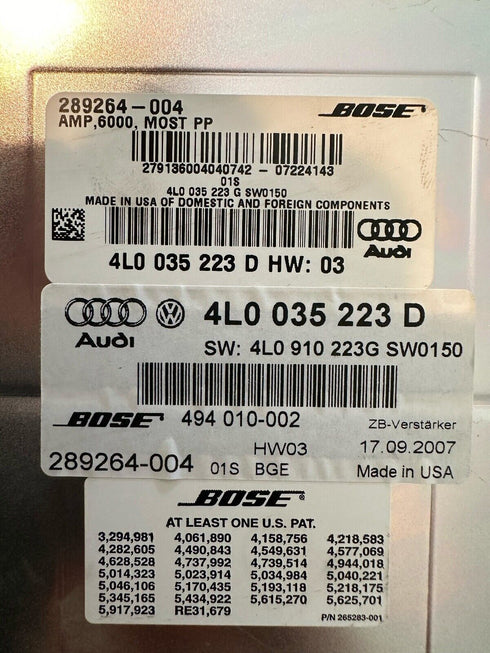 289264-004 BOSE
AMP,6000, MOST PP
279136004040742 - 07224143
01S
4L0 035 223 G SW0150
MADE IN USA OF DOMESTIC AND FOREIGN COMPONENTS
Audi
4L0 035 223 D HW: 03
4L0 035 223 D
Audi
SW: 4L0 910 223G SW0150
BOSE 494 010-002 ZB-Verstärker
HW03 17.09.2007
289264-004 01S BGE Made in USA
BOSE®
AT LEAST ONE U.S. PAT.
3,294,981 4,061,890 4,158,756 4,218,583
4,282,605 4,490,843 4,549,631 4,577,069
4,628,528 4,737,992 4,739,514 4,944,018
5,014,323 5,023,914 5,034,984 5,040,221
5,046,106 5,170,435 5,193,118 5,218,175
5,345,165 5,434,922 5,615,270 5,625,701
5,917,923 RE31,679
P/N 265283-001